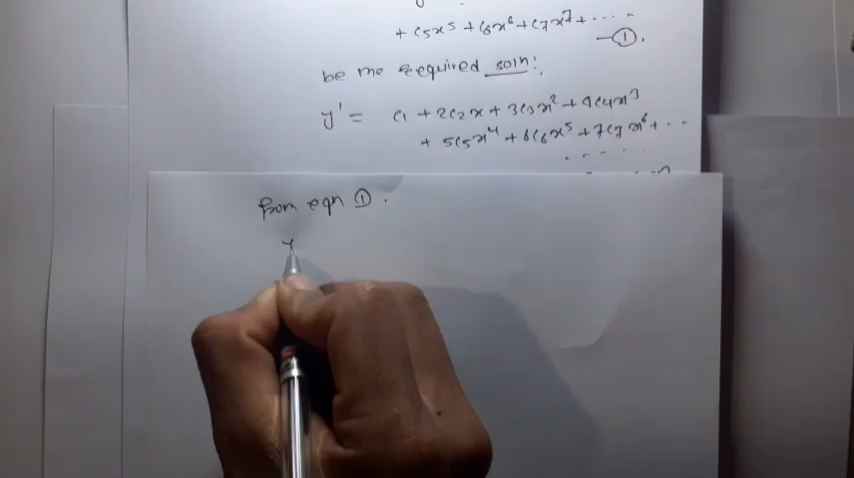 + c5x⁵ + c6x⁶ + c7x⁷ + ....
—①.
be the required soln:
y' = c1 + 2c2x + 3c3x² + 4c4x³
+ 5c5x⁴ + 6c6x⁵ + 7c7x⁶ + ..
.....
from eqn ①.
y